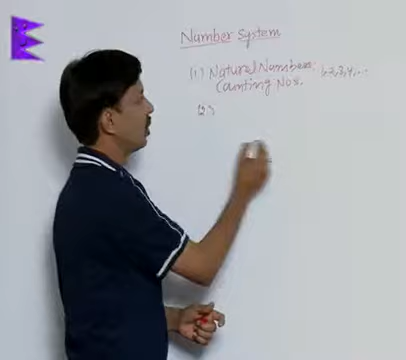 Number System
(1) Natural Numbers 1,2,3,4,...
Counting Nos.
(2)